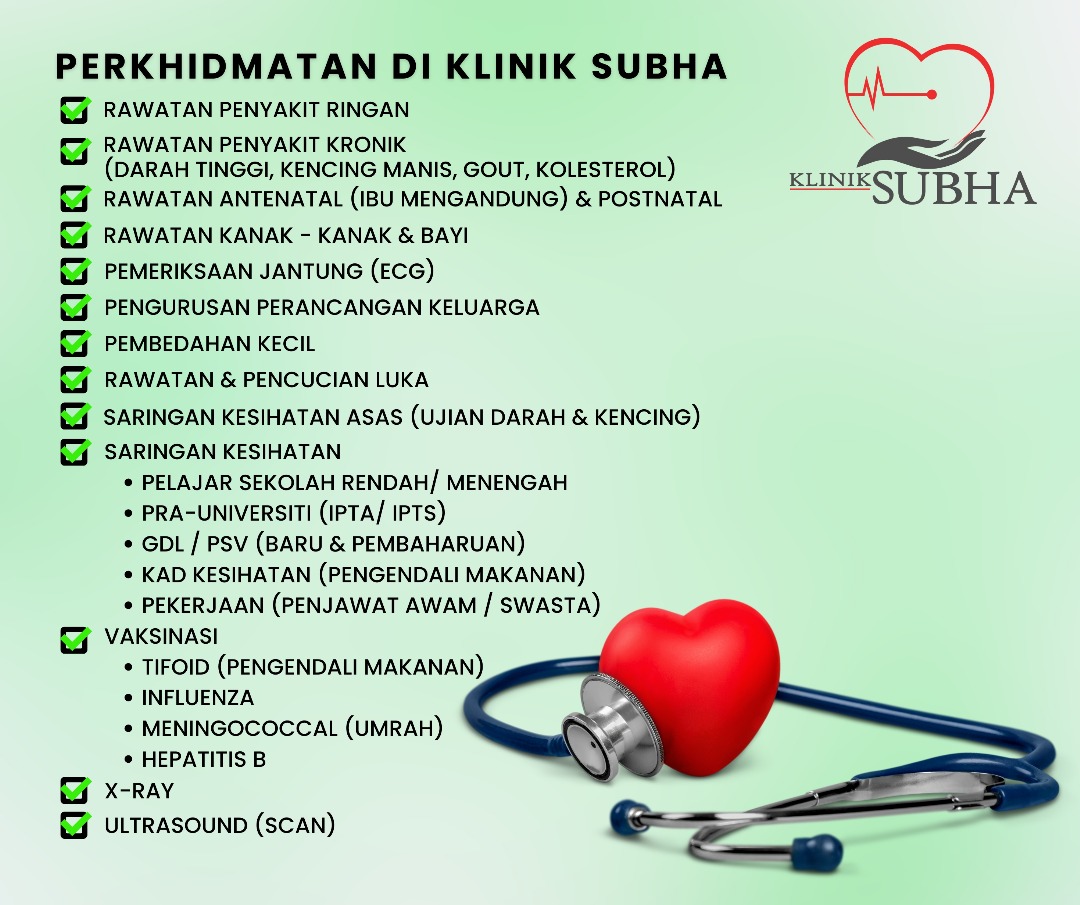 PERKHIDMATAN DI KLINIK SUBHA
KLINIK SUBHA
RAWATAN PENYAKIT RINGAN
RAWATAN PENYAKIT KRONIK
(DARAH TINGGI, KENCING MANIS, GOUT, KOLESTEROL)
RAWATAN ANTENATAL (IBU MENGANDUNG) & POSTNATAL
RAWATAN KANAK - KANAK & BAYI
PEMERIKSAAN JANTUNG (ECG)
PENGURUSAN PERANCANGAN KELUARGA
PEMBEDAHAN KECIL
RAWATAN & PENCUCIAN LUKA
SARINGAN KESIHATAN ASAS (UJIAN DARAH & KENCING)
SARINGAN KESIHATAN
• PELAJAR SEKOLAH RENDAH/ MENENGAH
• PRA-UNIVERSITI (IPTA/ IPTS)
• GDL / PSV (BARU & PEMBAHARUAN)
• KAD KESIHATAN (PENGENDALI MAKANAN)
• PEKERJAAN (PENJAWAT AWAM / SWASTA)
VAKSINASI
• TIFOID (PENGENDALI MAKANAN)
• INFLUENZA
• MENINGOCOCCAL (UMRAH)
• HEPATITIS B
X-RAY
ULTRASOUND (SCAN)